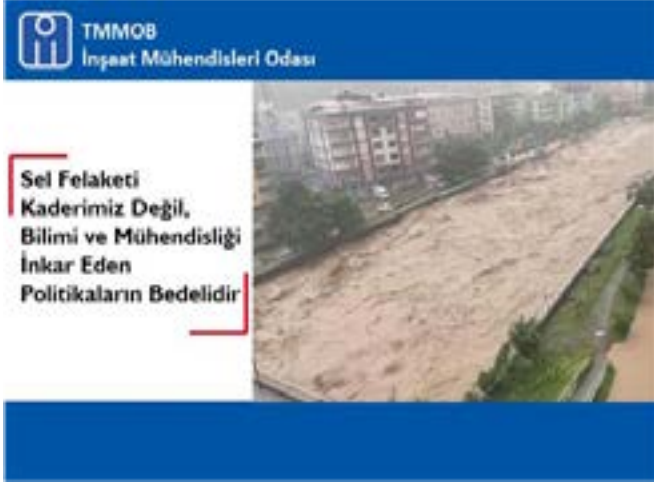 TMMOB
İnşaat Mühendisleri Odası
Sel Felaketi
Kaderimiz Değil,
Bilimi ve Mühendisliği
İnkar Eden
Politikaların Bedelidir